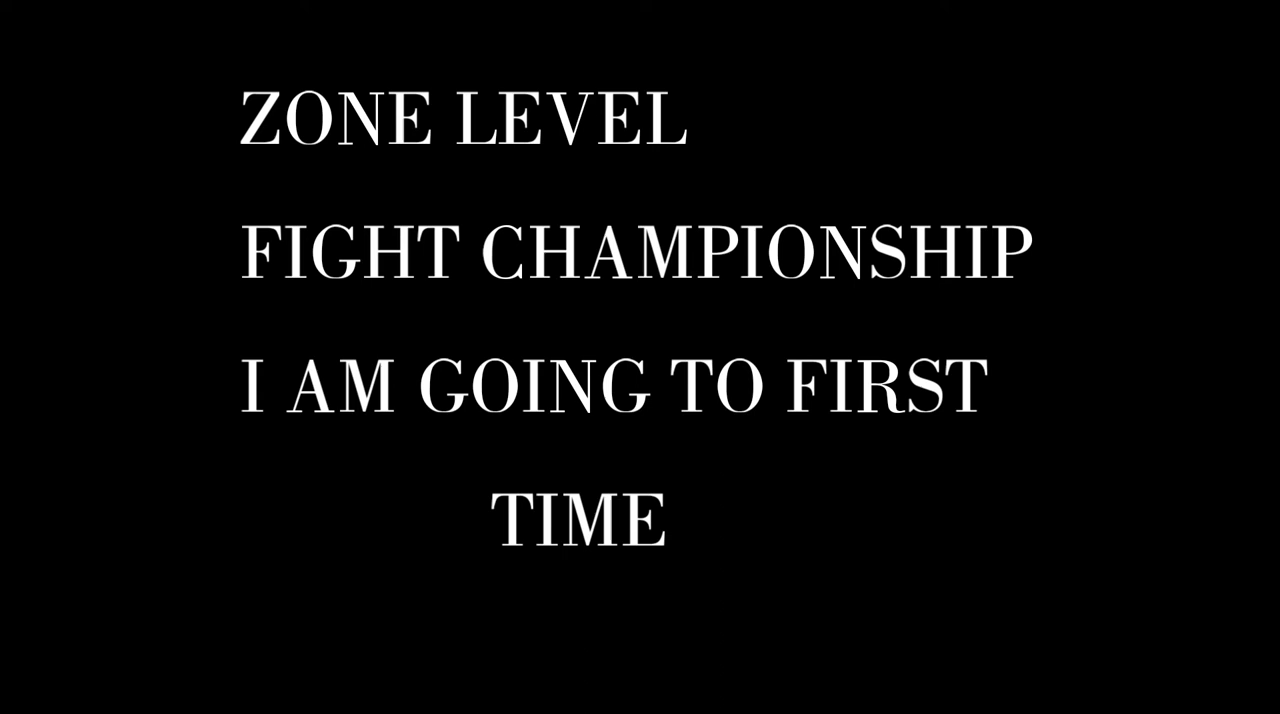 ZONE LEVEL
FIGHT CHAMPIONSHIP
I AM GOING TO FIRST
TIME